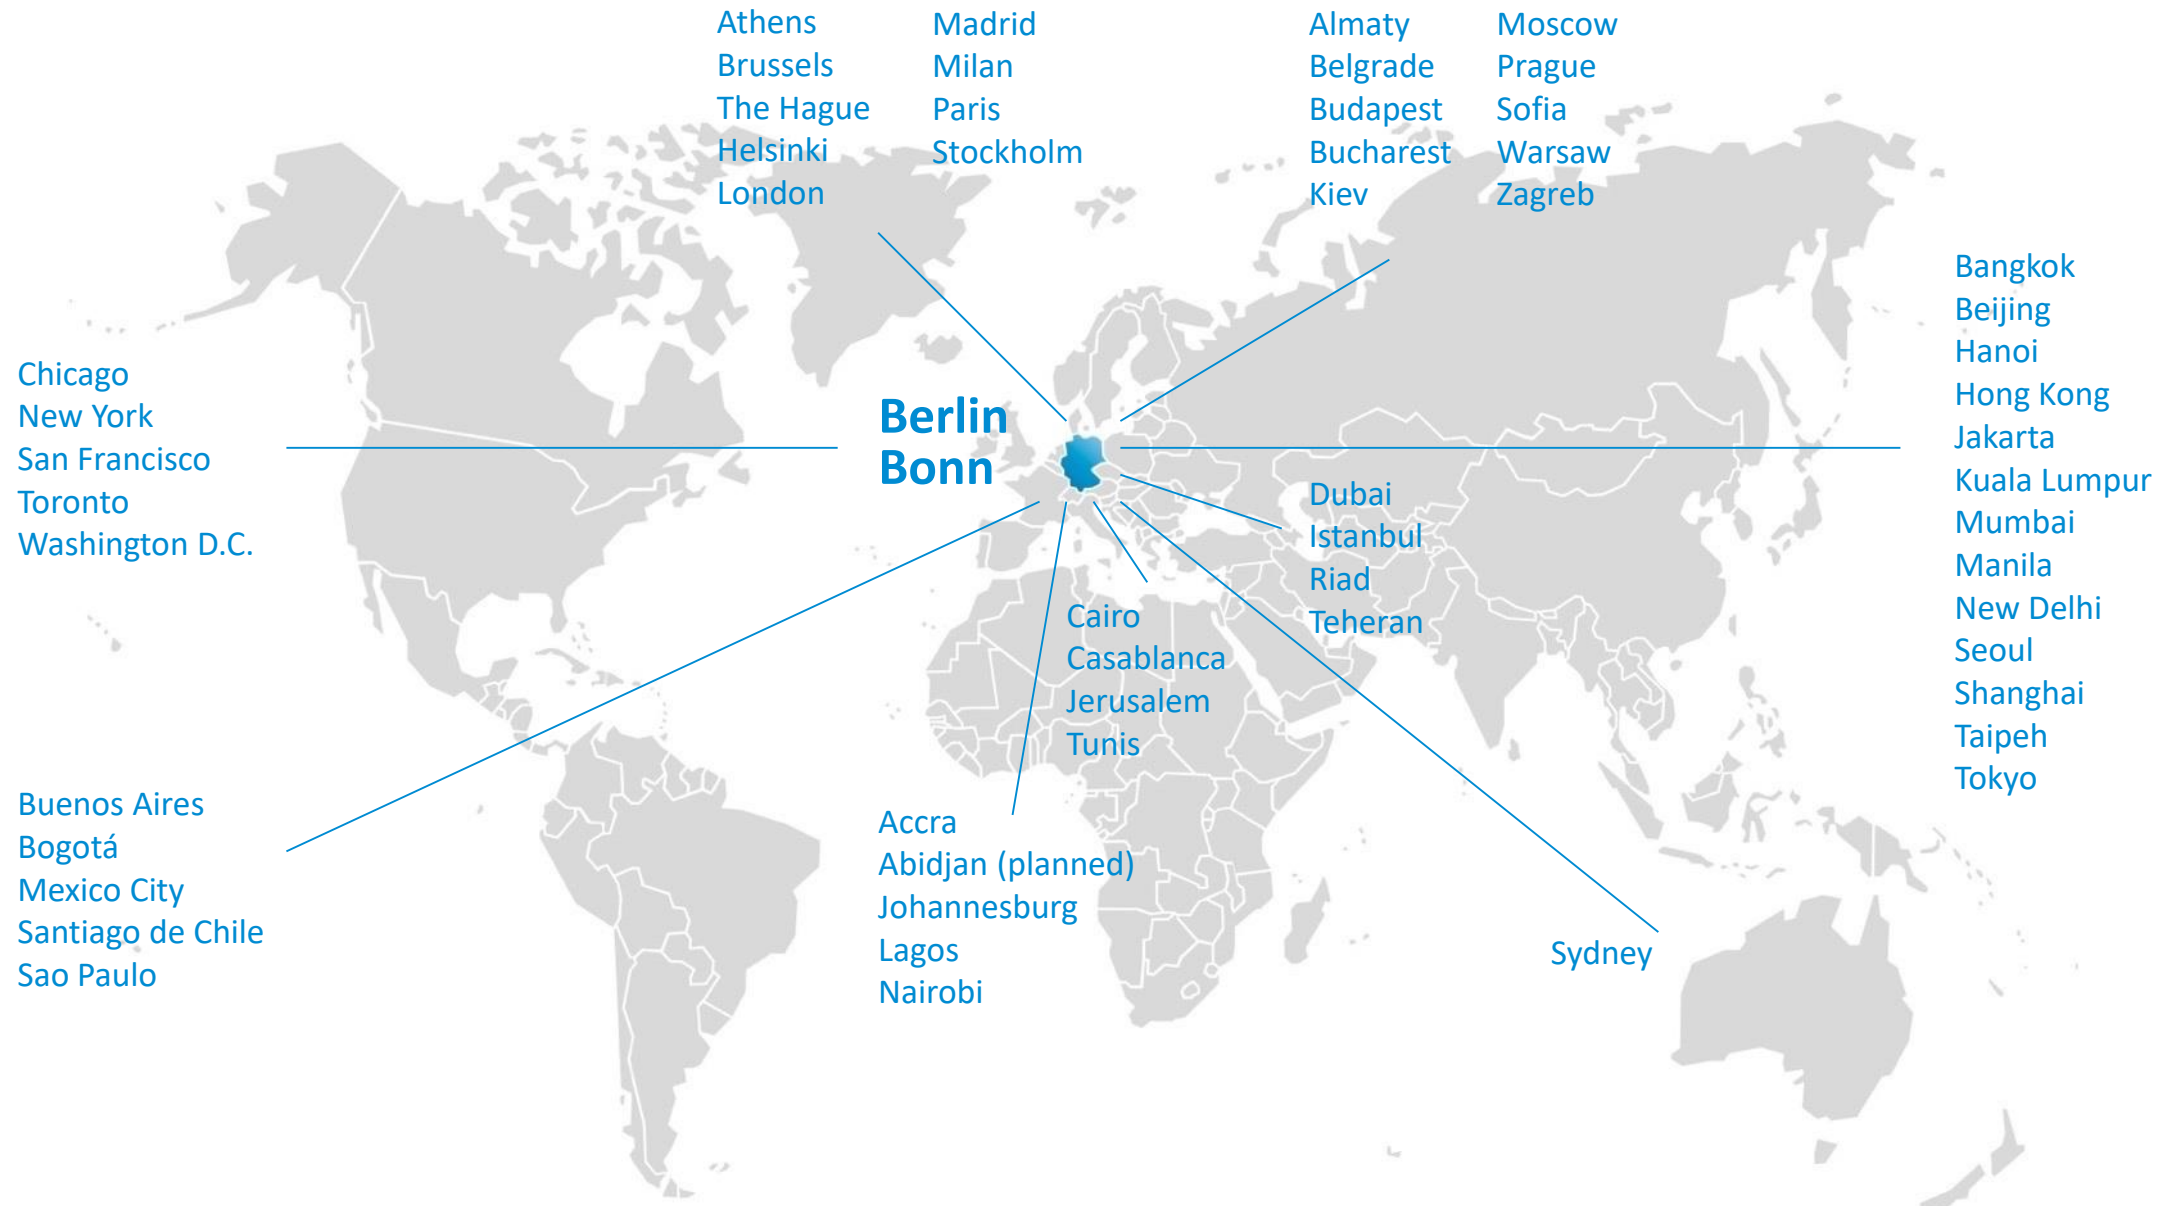 Athens
Brussels
The Hague
Helsinki
London
Madrid
Milan
Paris
Stockholm
Almaty
Belgrade
Budapest
Bucharest
Kiev
Moscow
Prague
Sofia
Warsaw
Zagreb
Chicago
New York
San Francisco
Toronto
Washington D.C.
Berlin
Bonn
Bangkok
Beijing
Hanoi
Hong Kong
Jakarta
Kuala Lumpur
Mumbai
Manila
New Delhi
Seoul
Shanghai
Taipeh
Tokyo
Dubai
Istanbul
Riad
Teheran
Cairo
Casablanca
Jerusalem
Tunis
Buenos Aires
Bogotá
Mexico City
Santiago de Chile
Sao Paulo
Accra
Abidjan (planned)
Johannesburg
Lagos
Nairobi
Sydney